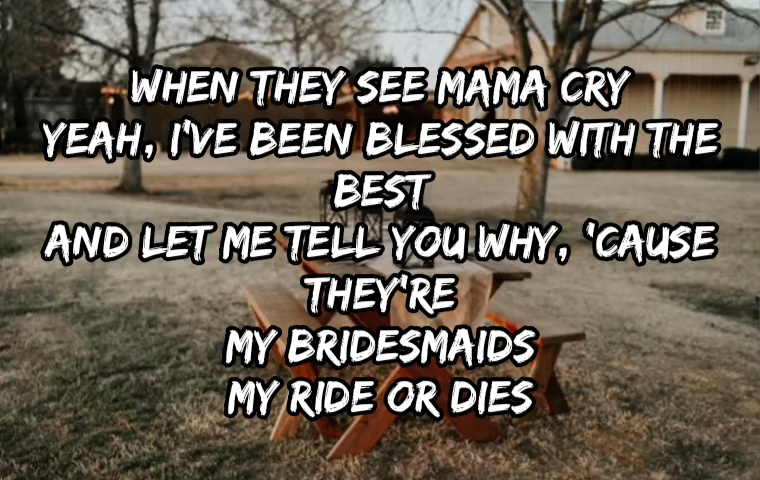 WHEN THEY SEE MAMA CRY
YEAH, I'VE BEEN BLESSED WITH THE
BEST
AND LET ME TELL YOU WHY, 'CAUSE
THEY'RE
MY BRIDESMAIDS
MY RIDE OR DIES